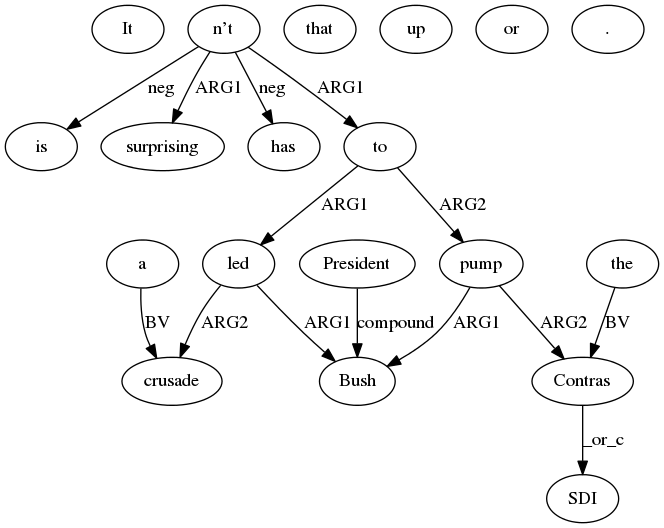 It n't that up or .
neg ARG1 neg ARG1
is surprising has to
ARG1 ARG2
a led President pump the
BV ARG2 ARG1 compound ARG1 ARG2 BV
crusade Bush Contras
_or_c
SDI